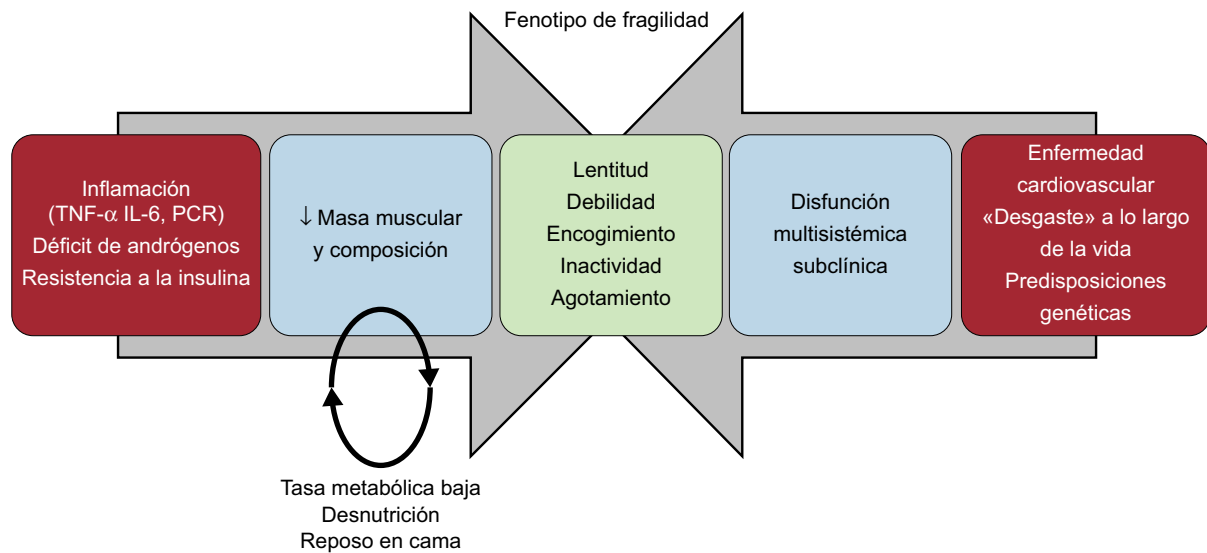 Fenotipo de fragilidad
Inflamación
(TNF-α IL-6, PCR)
Déficit de andrógenos
Resistencia a la insulina
↓ Masa muscular
y composición
Lentitud
Debilidad
Encogimiento
Inactividad
Agotamiento
Disfunción
multisistémica
subclínica
Enfermedad
cardiovascular
«Desgaste» a lo largo
de la vida
Predisposiciones
genéticas
Tasa metabólica baja
Desnutrición
Reposo en cama